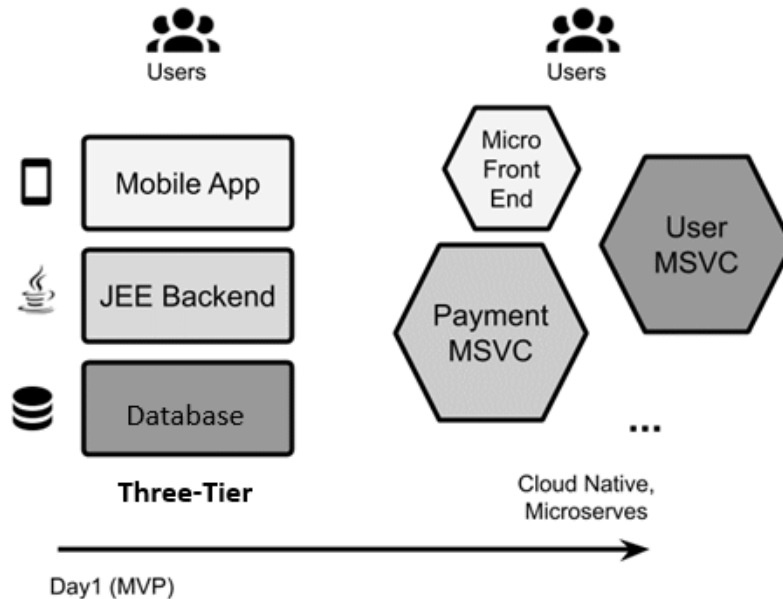 Users
Mobile App
JEE Backend
Database
Three-Tier
Users
Micro
Front
End
User
MSVC
Payment
MSVC
...
Cloud Native,
Microserves
Day1 (MVP)